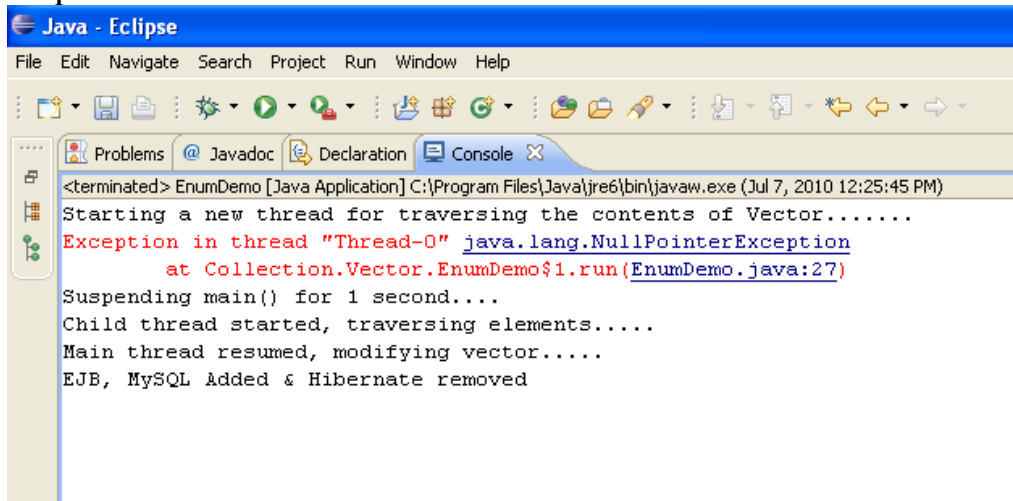 Java - Eclipse
File Edit Navigate Search Project Run Window Help
Problems @ Javadoc Declaration Console
<terminated> EnumDemo [Java Application] C:\Program Files\Java\jre6\bin\javaw.exe (Jul 7, 2010 12:25:45 PM)
Starting a new thread for traversing the contents of Vector.......
Exception in thread "Thread-0" java.lang.NullPointerException
at Collection.Vector.EnumDemo$1.run(EnumDemo.java:27)
Suspending main() for 1 second....
Child thread started, traversing elements.....
Main thread resumed, modifying vector.....
EJB, MySQL Added & Hibernate removed